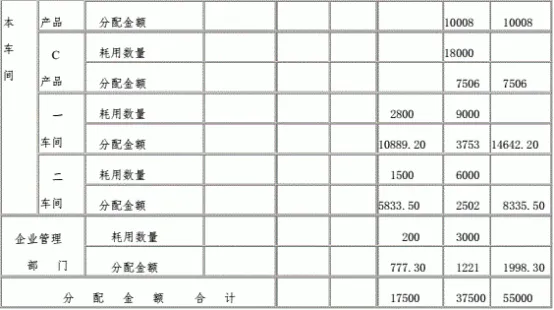 本 产品 分配金额 10008 10008
车 C 耗用数量 18000
间 产品 分配金额 7506 7506
一 耗用数量 2800 9000
车间 分配金额 10889.20 3753 14642.20
二 耗用数量 1500 6000
车间 分配金额 5833.50 2502 8335.50
企业管理 耗用数量 200 3000
部 门 分配金额 777.30 1221 1998.30
分 配 金 额 合 计 17500 37500 55000